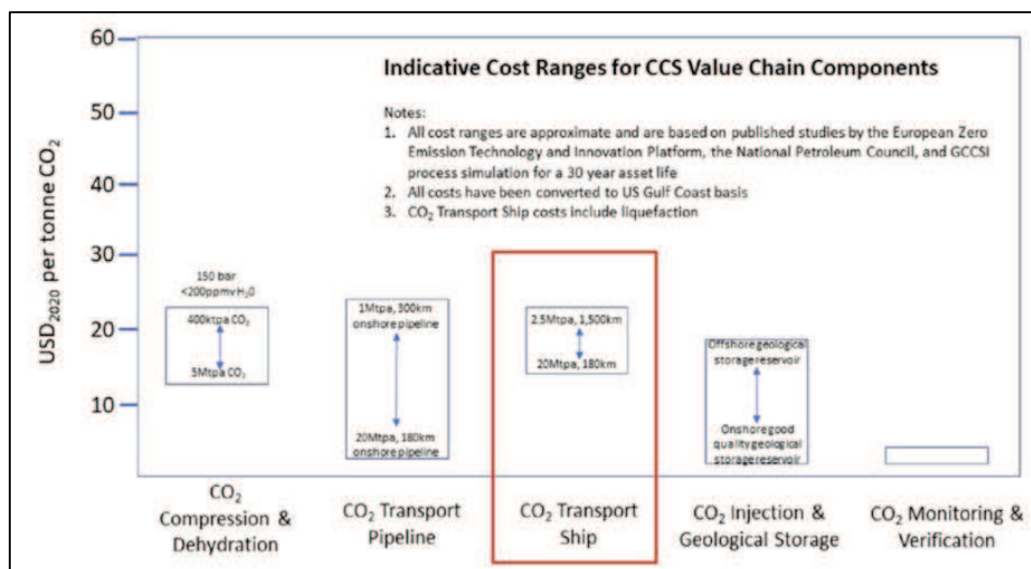 60
50
40
30
20
10
USD₂₀₂₀ per tonne CO₂
Indicative Cost Ranges for CCS Value Chain Components
Notes:
1. All cost ranges are approximate and are based on published studies by the European Zero
Emission Technology and Innovation Platform, the National Petroleum Council, and GCCSI
process simulation for a 30 year asset life
2. All costs have been converted to US Gulf Coast basis
3. CO₂ Transport Ship costs include liquefaction
150 bar
<200ppmv H₂0
400ktpa CO₂
5Mtpa CO₂
1Mtpa, 300km
onshore pipeline
20Mtpa, 180km
onshore pipeline
2.5Mtpa, 1,500km
20Mtpa, 180km
Offshore geological
storage reservoir
Onshore good
quality geological
storage reservoir
CO₂
Compression &
Dehydration
CO₂ Transport
Pipeline
CO₂ Transport
Ship
CO₂ Injection &
Geological Storage
CO₂ Monitoring &
Verification